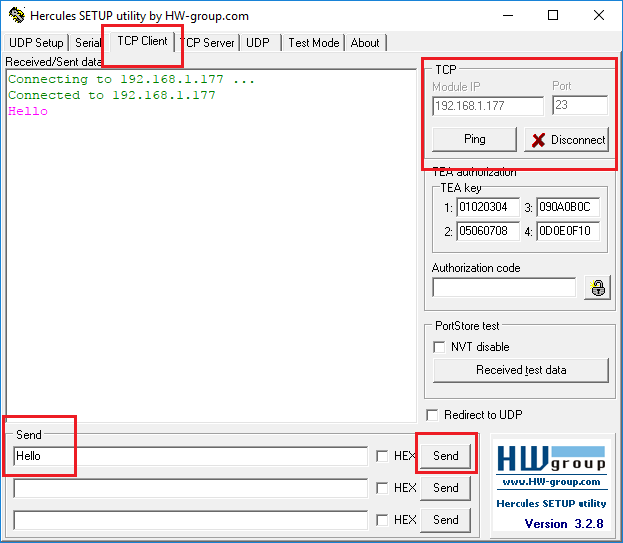 Hercules SETUP utility by HW-group.com
UDP Setup Serial TCP Client TCP Server UDP Test Mode About
Received/Sent data
Connecting to 192.168.1.177 ...
Connected to 192.168.1.177
Hello
TCP
Module IP Port
192.168.1.177 23
Ping Disconnect
TEA authorization
TEA key
1: 01020304 3: 090A0B0C
2: 05060708 4: 0D0E0F10
Authorization code
PortStore test
NVT disable
Received test data
Redirect to UDP
Send
Hello HEX Send
HEX Send
HEX Send
HWgroup
www.HW-group.com
Hercules SETUP utility
Version 3.2.8